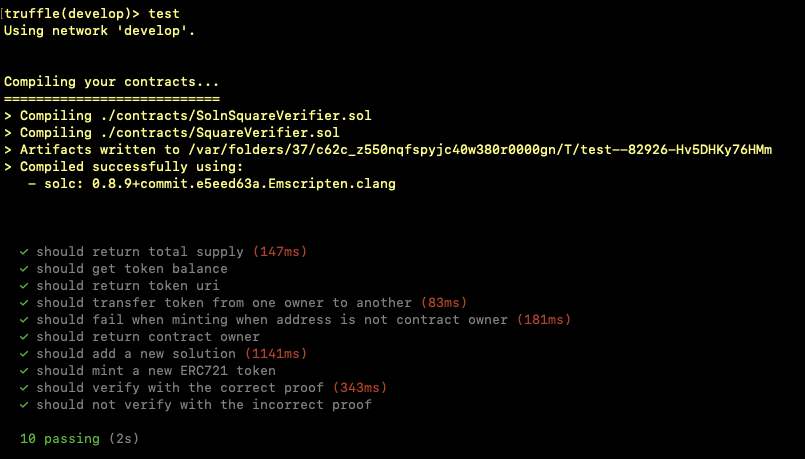 truffle(develop)> test
Using network 'develop'.
Compiling your contracts...
===========================
> Compiling ./contracts/SolnSquareVerifier.sol
> Compiling ./contracts/SquareVerifier.sol
> Artifacts written to /var/folders/37/c62c_z550nqfspyjc40w380r0000gn/T/test--82926-Hv5DHKy76HMm
> Compiled successfully using:
   - solc: 0.8.9+commit.e5eed63a.Emscripten.clang
✓ should return total supply (147ms)
✓ should get token balance
✓ should return token uri
✓ should transfer token from one owner to another (83ms)
✓ should fail when minting when address is not contract owner (181ms)
✓ should return contract owner
✓ should add a new solution (1141ms)
✓ should mint a new ERC721 token
✓ should verify with the correct proof (343ms)
✓ should not verify with the incorrect proof
10 passing (2s)